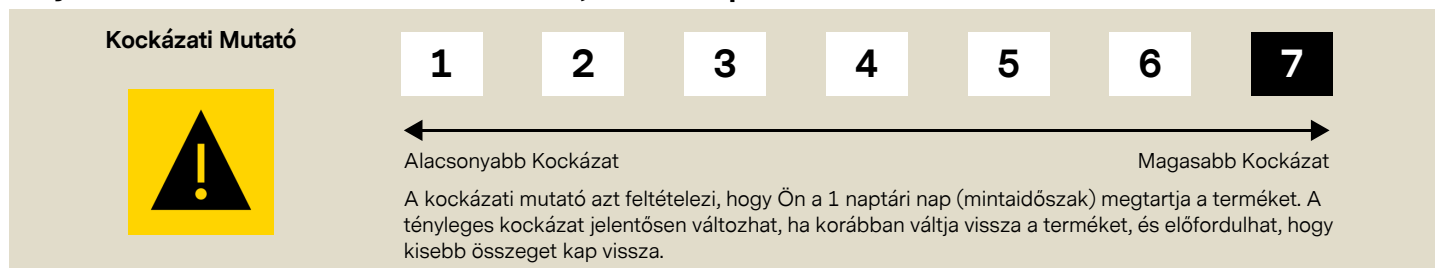 Kockázati Mutató
1 2 3 4 5 6 7
Alacsonyabb Kockázat Magasabb Kockázat
A kockázati mutató azt feltételezi, hogy Ön a 1 naptári nap (mintaidőszak) megtartja a terméket. A
tényleges kockázat jelentősen változhat, ha korábban váltja vissza a terméket, és előfordulhat, hogy
kisebb összeget kap vissza.